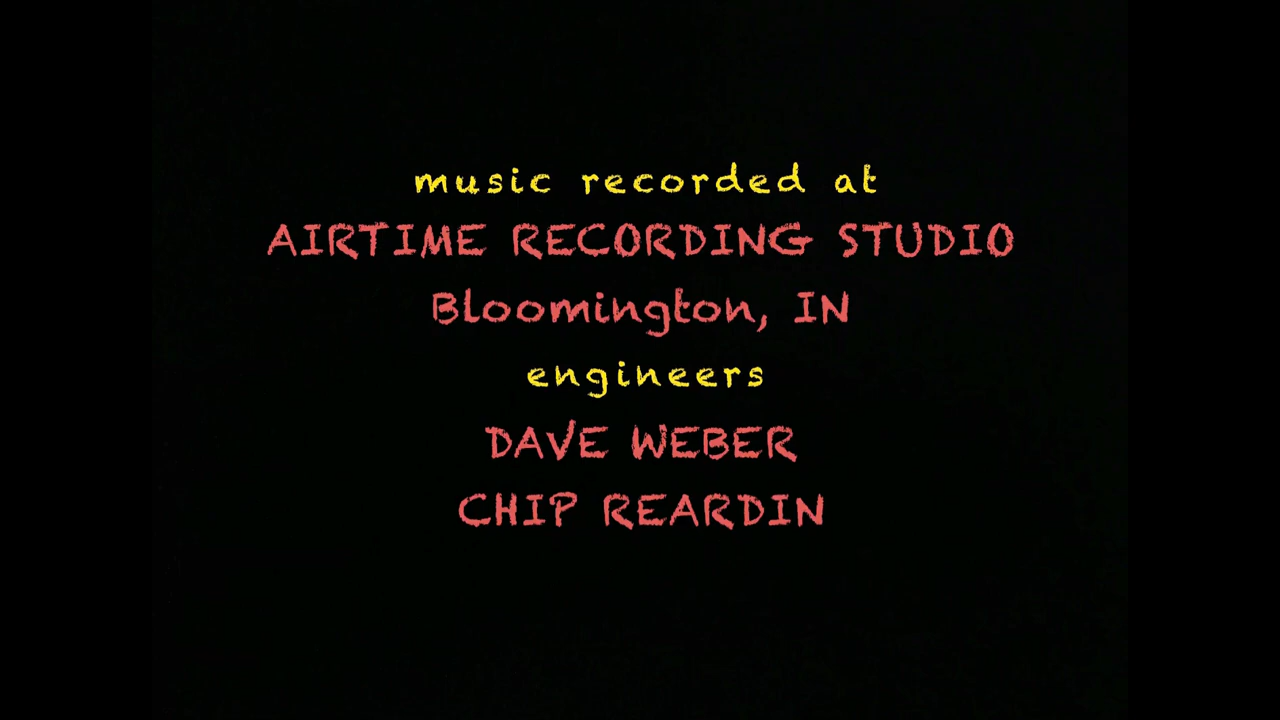 music recorded at
AIRTIME RECORDING STUDIO
Bloomington, IN
engineers
DAVE WEBER
CHIP REARDIN